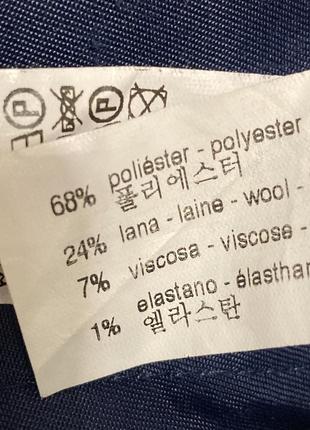 68% poliéster - polyester
폴리에스터
24% lana - laine - wool -
7% viscosa - viscose -
1% elastano - élasthan
엘라스탄